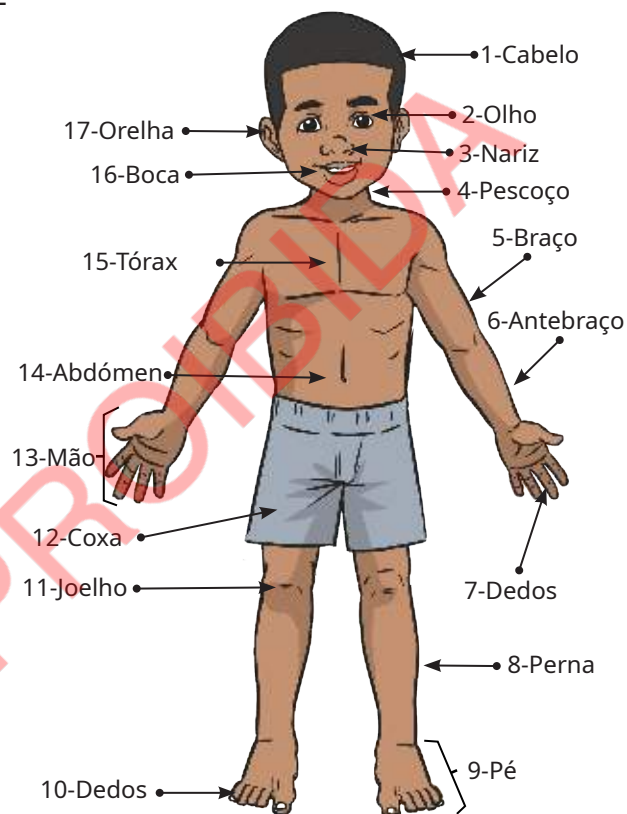 1-Cabelo
2-Olho
17-Orelha
3-Nariz
16-Boca
4-Pescoço
5-Braço
15-Tórax
6-Antebraço
14-Abdómen
13-Mão
12-Coxa
11-Joelho
7-Dedos
8-Perna
9-Pé
10-Dedos
PROIBIDA